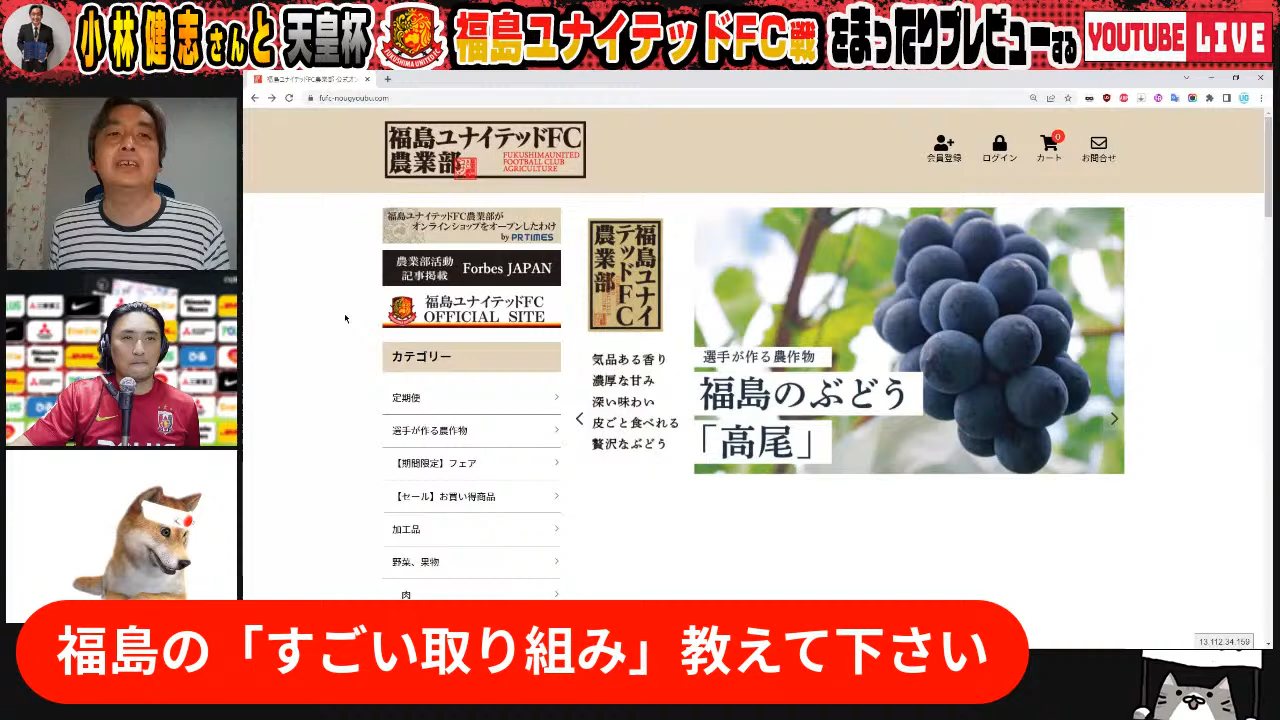 小林健志さんと天皇杯 福島ユナイテッドFC戦をまったりプレビューする
YOUTUBE LIVE
fufc-nougyoubu.com
福島ユナイテッドFC
農業部
FUKUSHIMAUNITED
FOOTBALL CLUB
AGRICULTURE
会員登録
ログイン
0
カート
お問合せ
福島ユナイテッドFC農業部が
オンラインショップをオープンしたわけ
by PRTIMES
農業部活動
記事掲載
Forbes JAPAN
福島ユナイテッドFC
OFFICIAL SITE
カテゴリー
定期便
選手が作る農作物
【期間限定】フェア
【セール】お買い得商品
加工品
野菜、果物
肉
福島ユナイテッドFC農業部
気品ある香り
濃厚な甘み
深い味わい
皮ごと食べれる
贅沢なぶどう
選手が作る農作物
福島のぶどう
「高尾」
13.112.34.159
福島の「すごい取り組み」教えて下さい